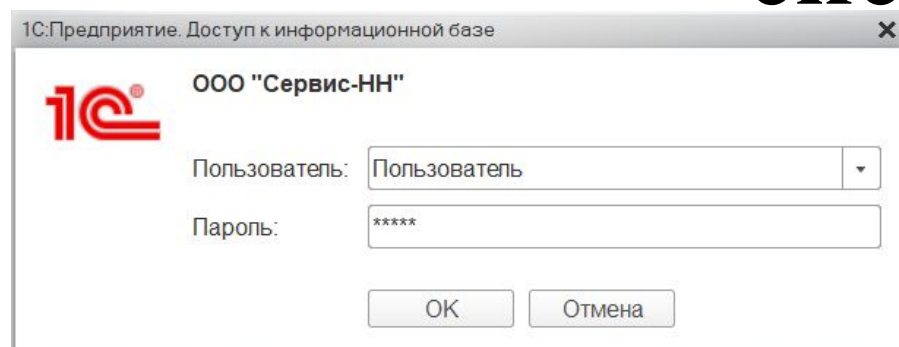 1С:Предприятие. Доступ к информационной базе
1С®
ООО "Сервис-НН"
Пользователь: Пользователь
Пароль: *****
OK Отмена